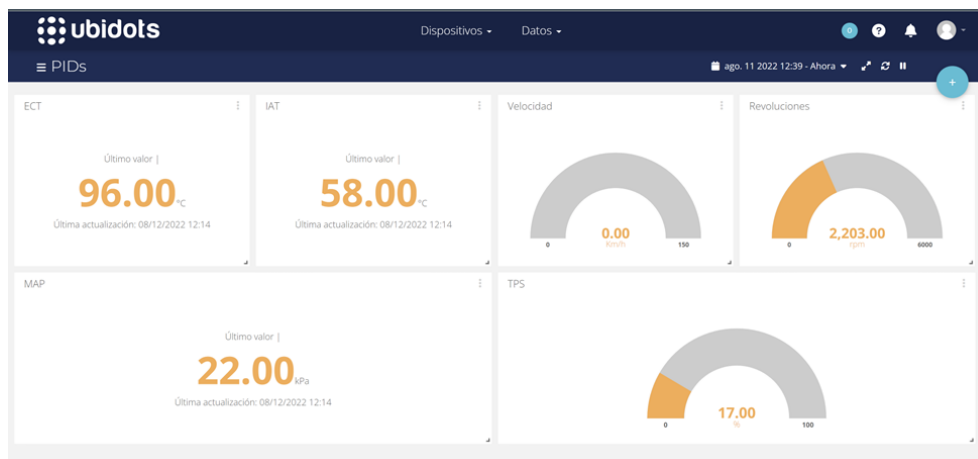 ubidots
Dispositivos
Datos
0
?
PIDs
ago. 11 2022 12:39 - Ahora
+
ECT
Último valor |
96.00 °C
Última actualización: 08/12/2022 12:14
IAT
Último valor |
58.00 °C
Última actualización: 08/12/2022 12:14
Velocidad
0.00
Km/h
0 150
Revoluciones
2,203.00
rpm
0 6000
MAP
Último valor |
22.00 kPa
Última actualización: 08/12/2022 12:14
TPS
17.00
%
0 100